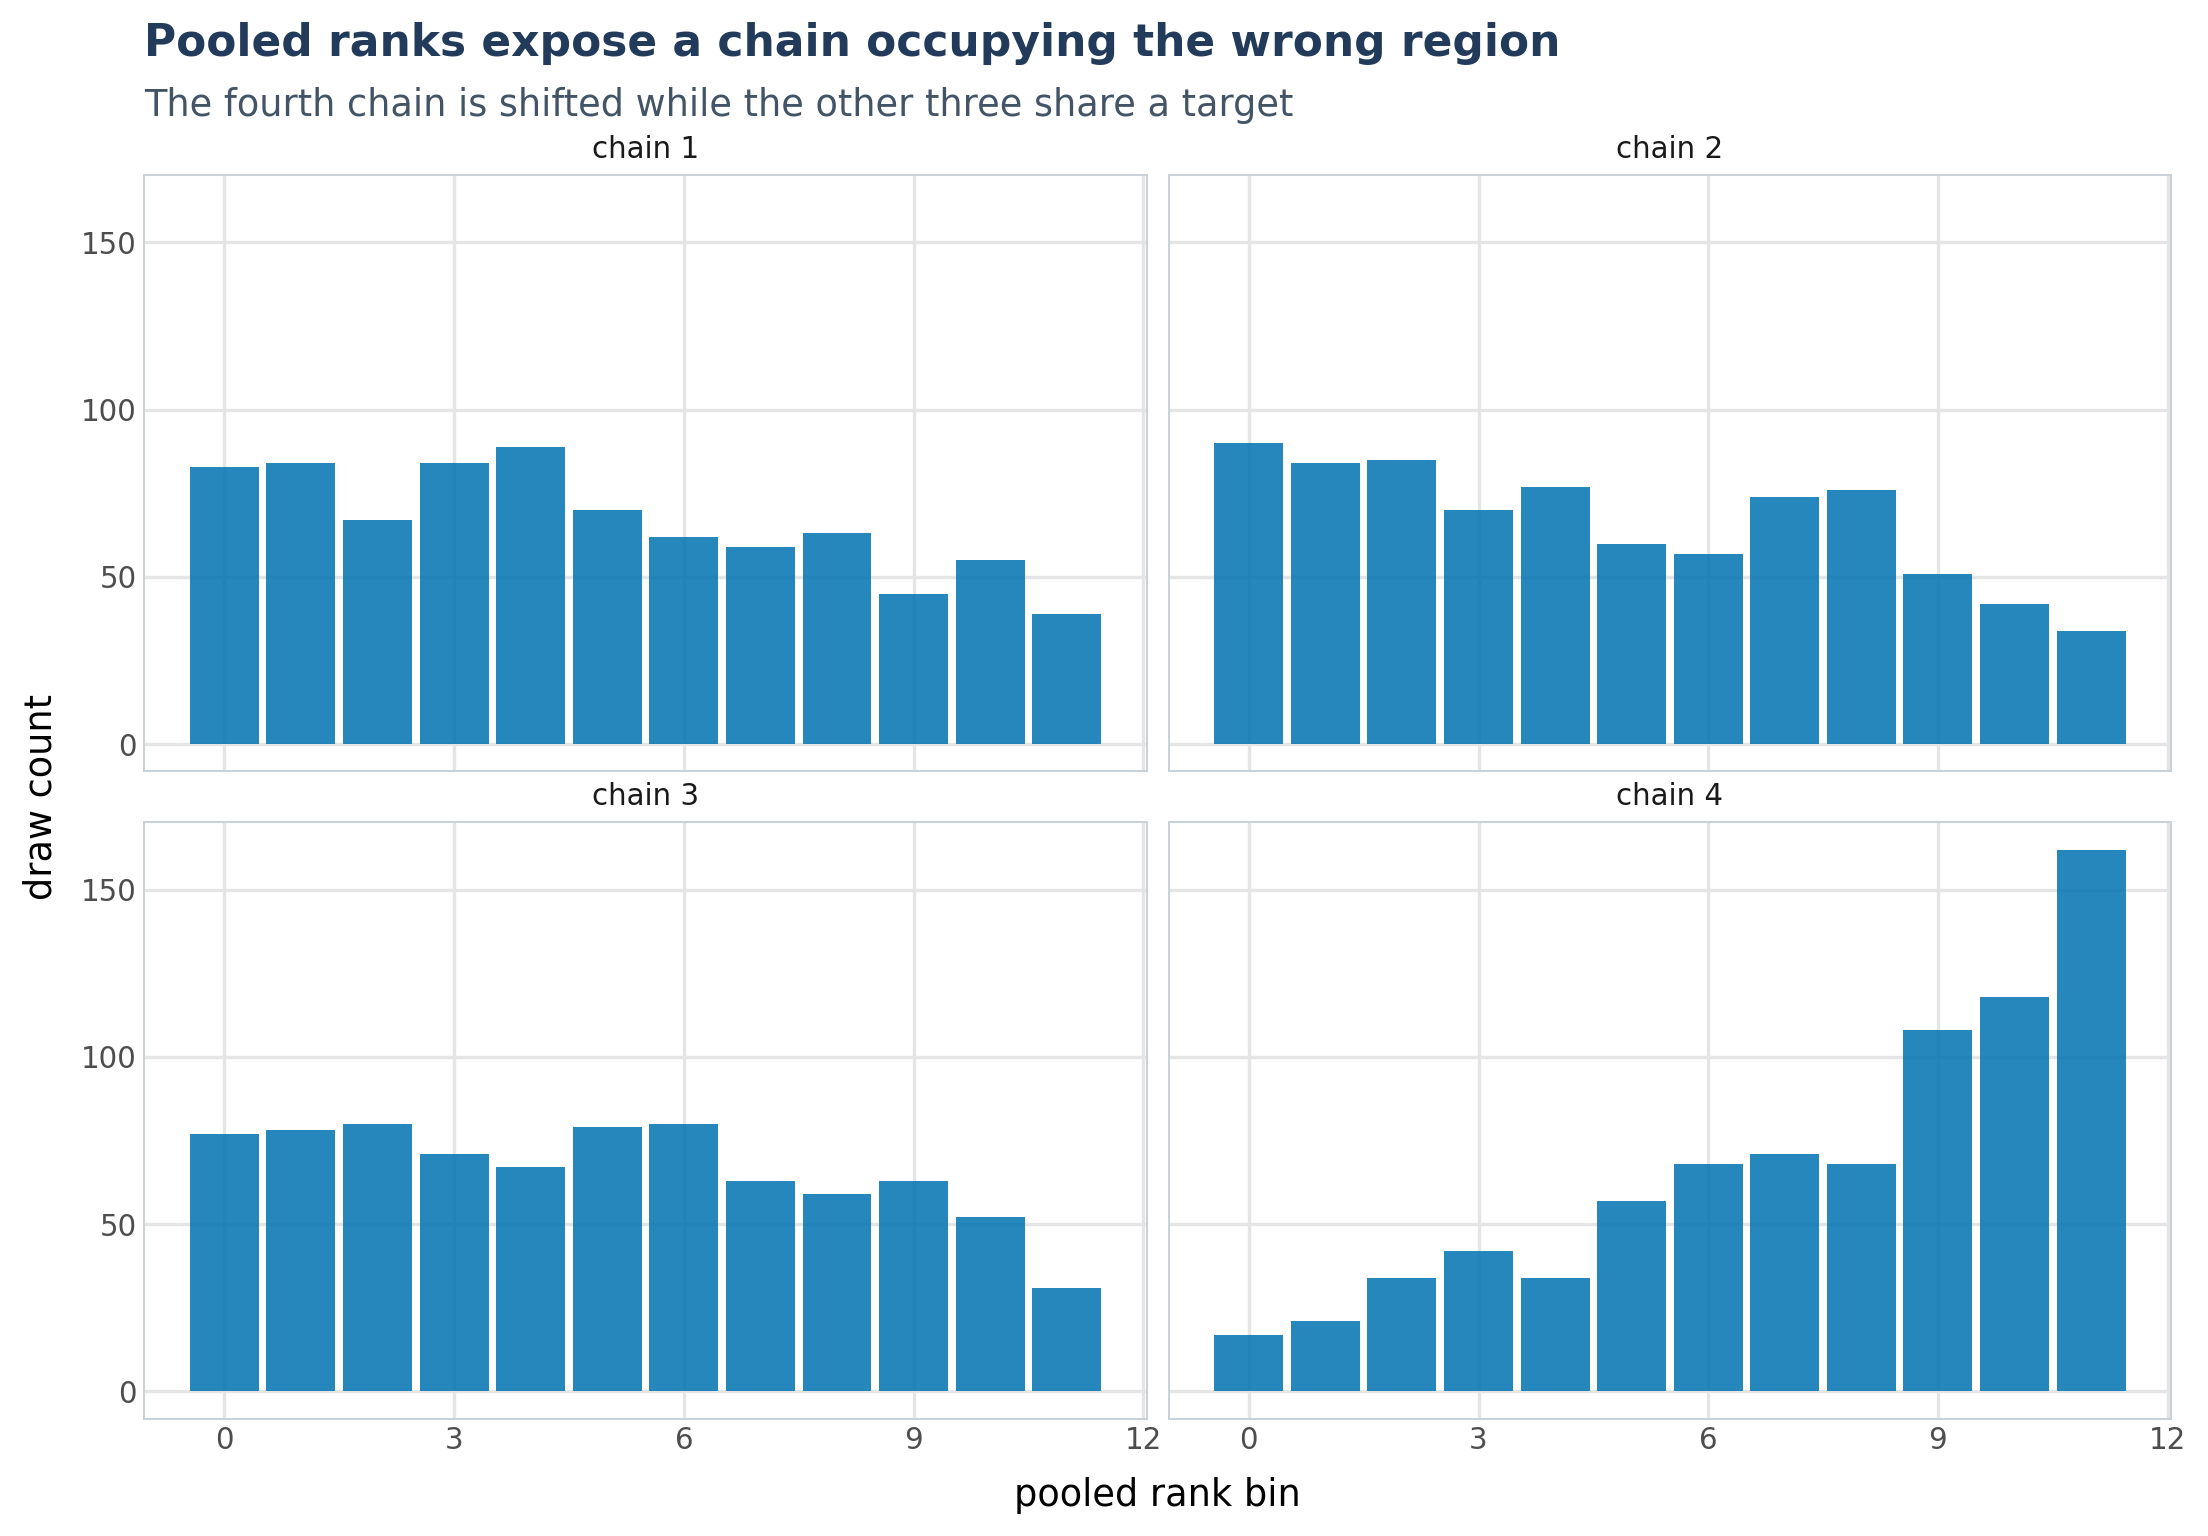 Pooled ranks expose a chain occupying the wrong region
The fourth chain is shifted while the other three share a target
chain 1
chain 2
150
100
50
0
chain 3
chain 4
150
100
50
0
0 3 6 9 12
0 3 6 9 12
draw count
pooled rank bin